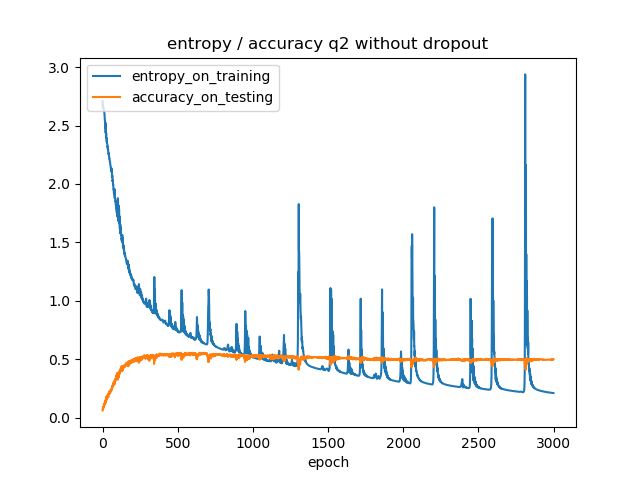 entropy / accuracy q2 without dropout
3.0
2.5
2.0
1.5
1.0
0.5
0.0
entropy_on_training
accuracy_on_testing
0 500 1000 1500 2000 2500 3000
epoch